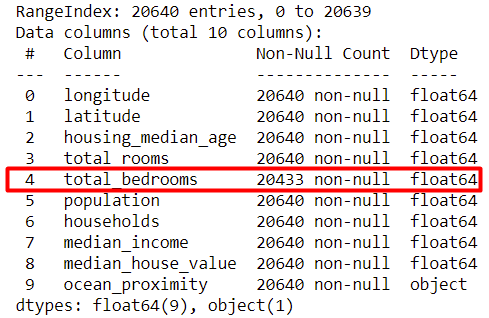 RangeIndex: 20640 entries, 0 to 20639
Data columns (total 10 columns):
 #   Column              Non-Null Count  Dtype
---  ------              --------------  -----
 0   longitude           20640 non-null  float64
 1   latitude            20640 non-null  float64
 2   housing_median_age  20640 non-null  float64
 3   total_rooms         20640 non-null  float64
 4   total_bedrooms      20433 non-null  float64
 5   population          20640 non-null  float64
 6   households          20640 non-null  float64
 7   median_income       20640 non-null  float64
 8   median_house_value  20640 non-null  float64
 9   ocean_proximity     20640 non-null  object
dtypes: float64(9), object(1)